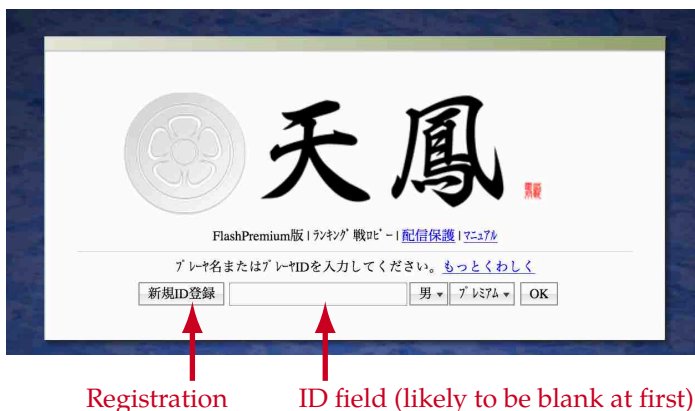 天鳳
FlashPremium版 | ﾗﾝｷﾝｸﾞ戦ﾛﾋﾞｰ | 配信保護 | ﾏﾆｭｱﾙ
ﾌﾟﾚｰﾔ名またはﾌﾟﾚｰﾔIDを入力してください。もっとくわしく
新規ID登録 男 ﾌﾟﾚﾐｱﾑ OK
Registration ID field (likely to be blank at first)